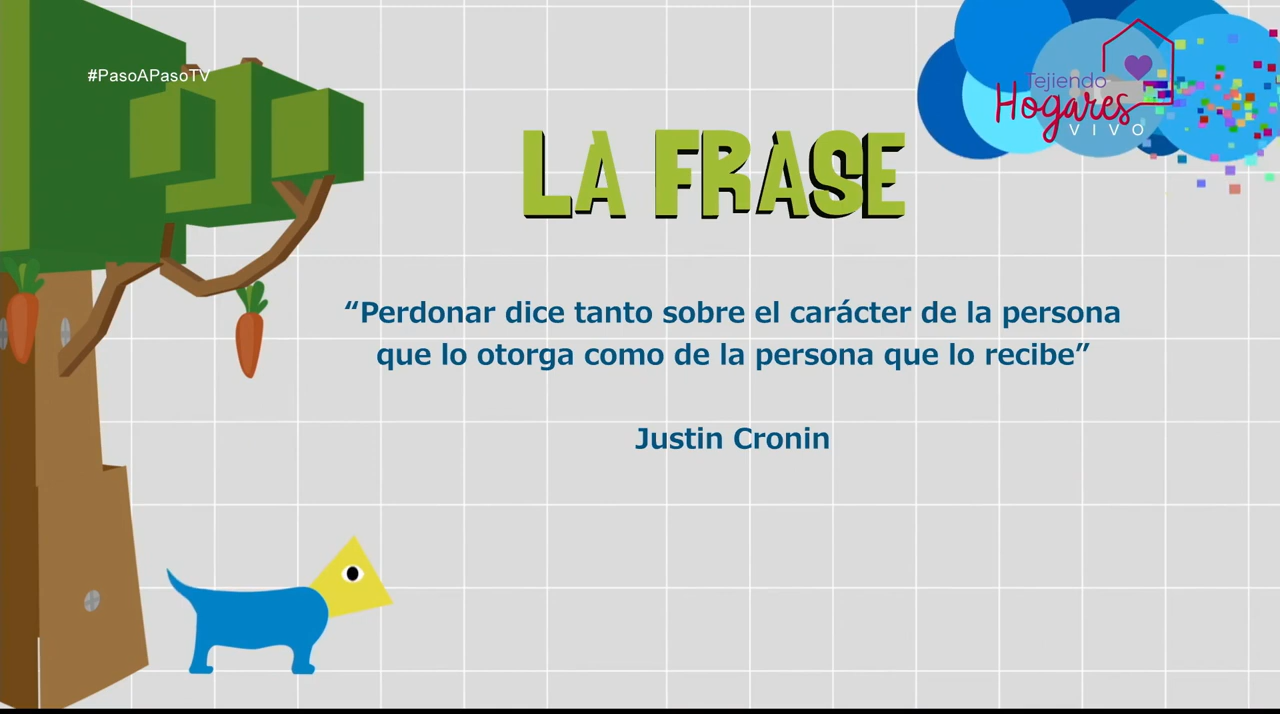 #PasoAPasoTV
Tejiendo
Hogares
VIVO
LA FRASE
“Perdonar dice tanto sobre el carácter de la persona
que lo otorga como de la persona que lo recibe”
Justin Cronin